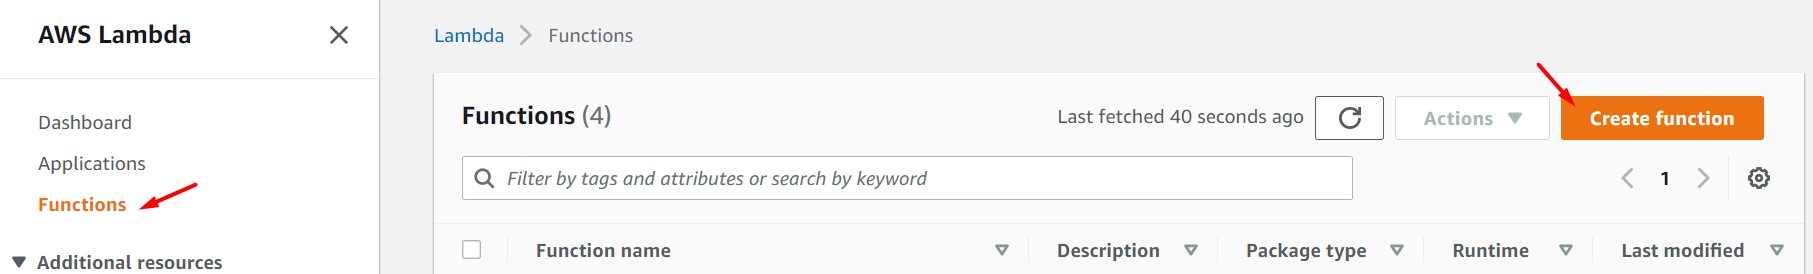 AWS Lambda
Dashboard
Applications
Functions
Additional resources
Lambda Functions
Functions (4)
Last fetched 40 seconds ago
Actions
Create function
Filter by tags and attributes or search by keyword
1
Function name Description Package type Runtime Last modified